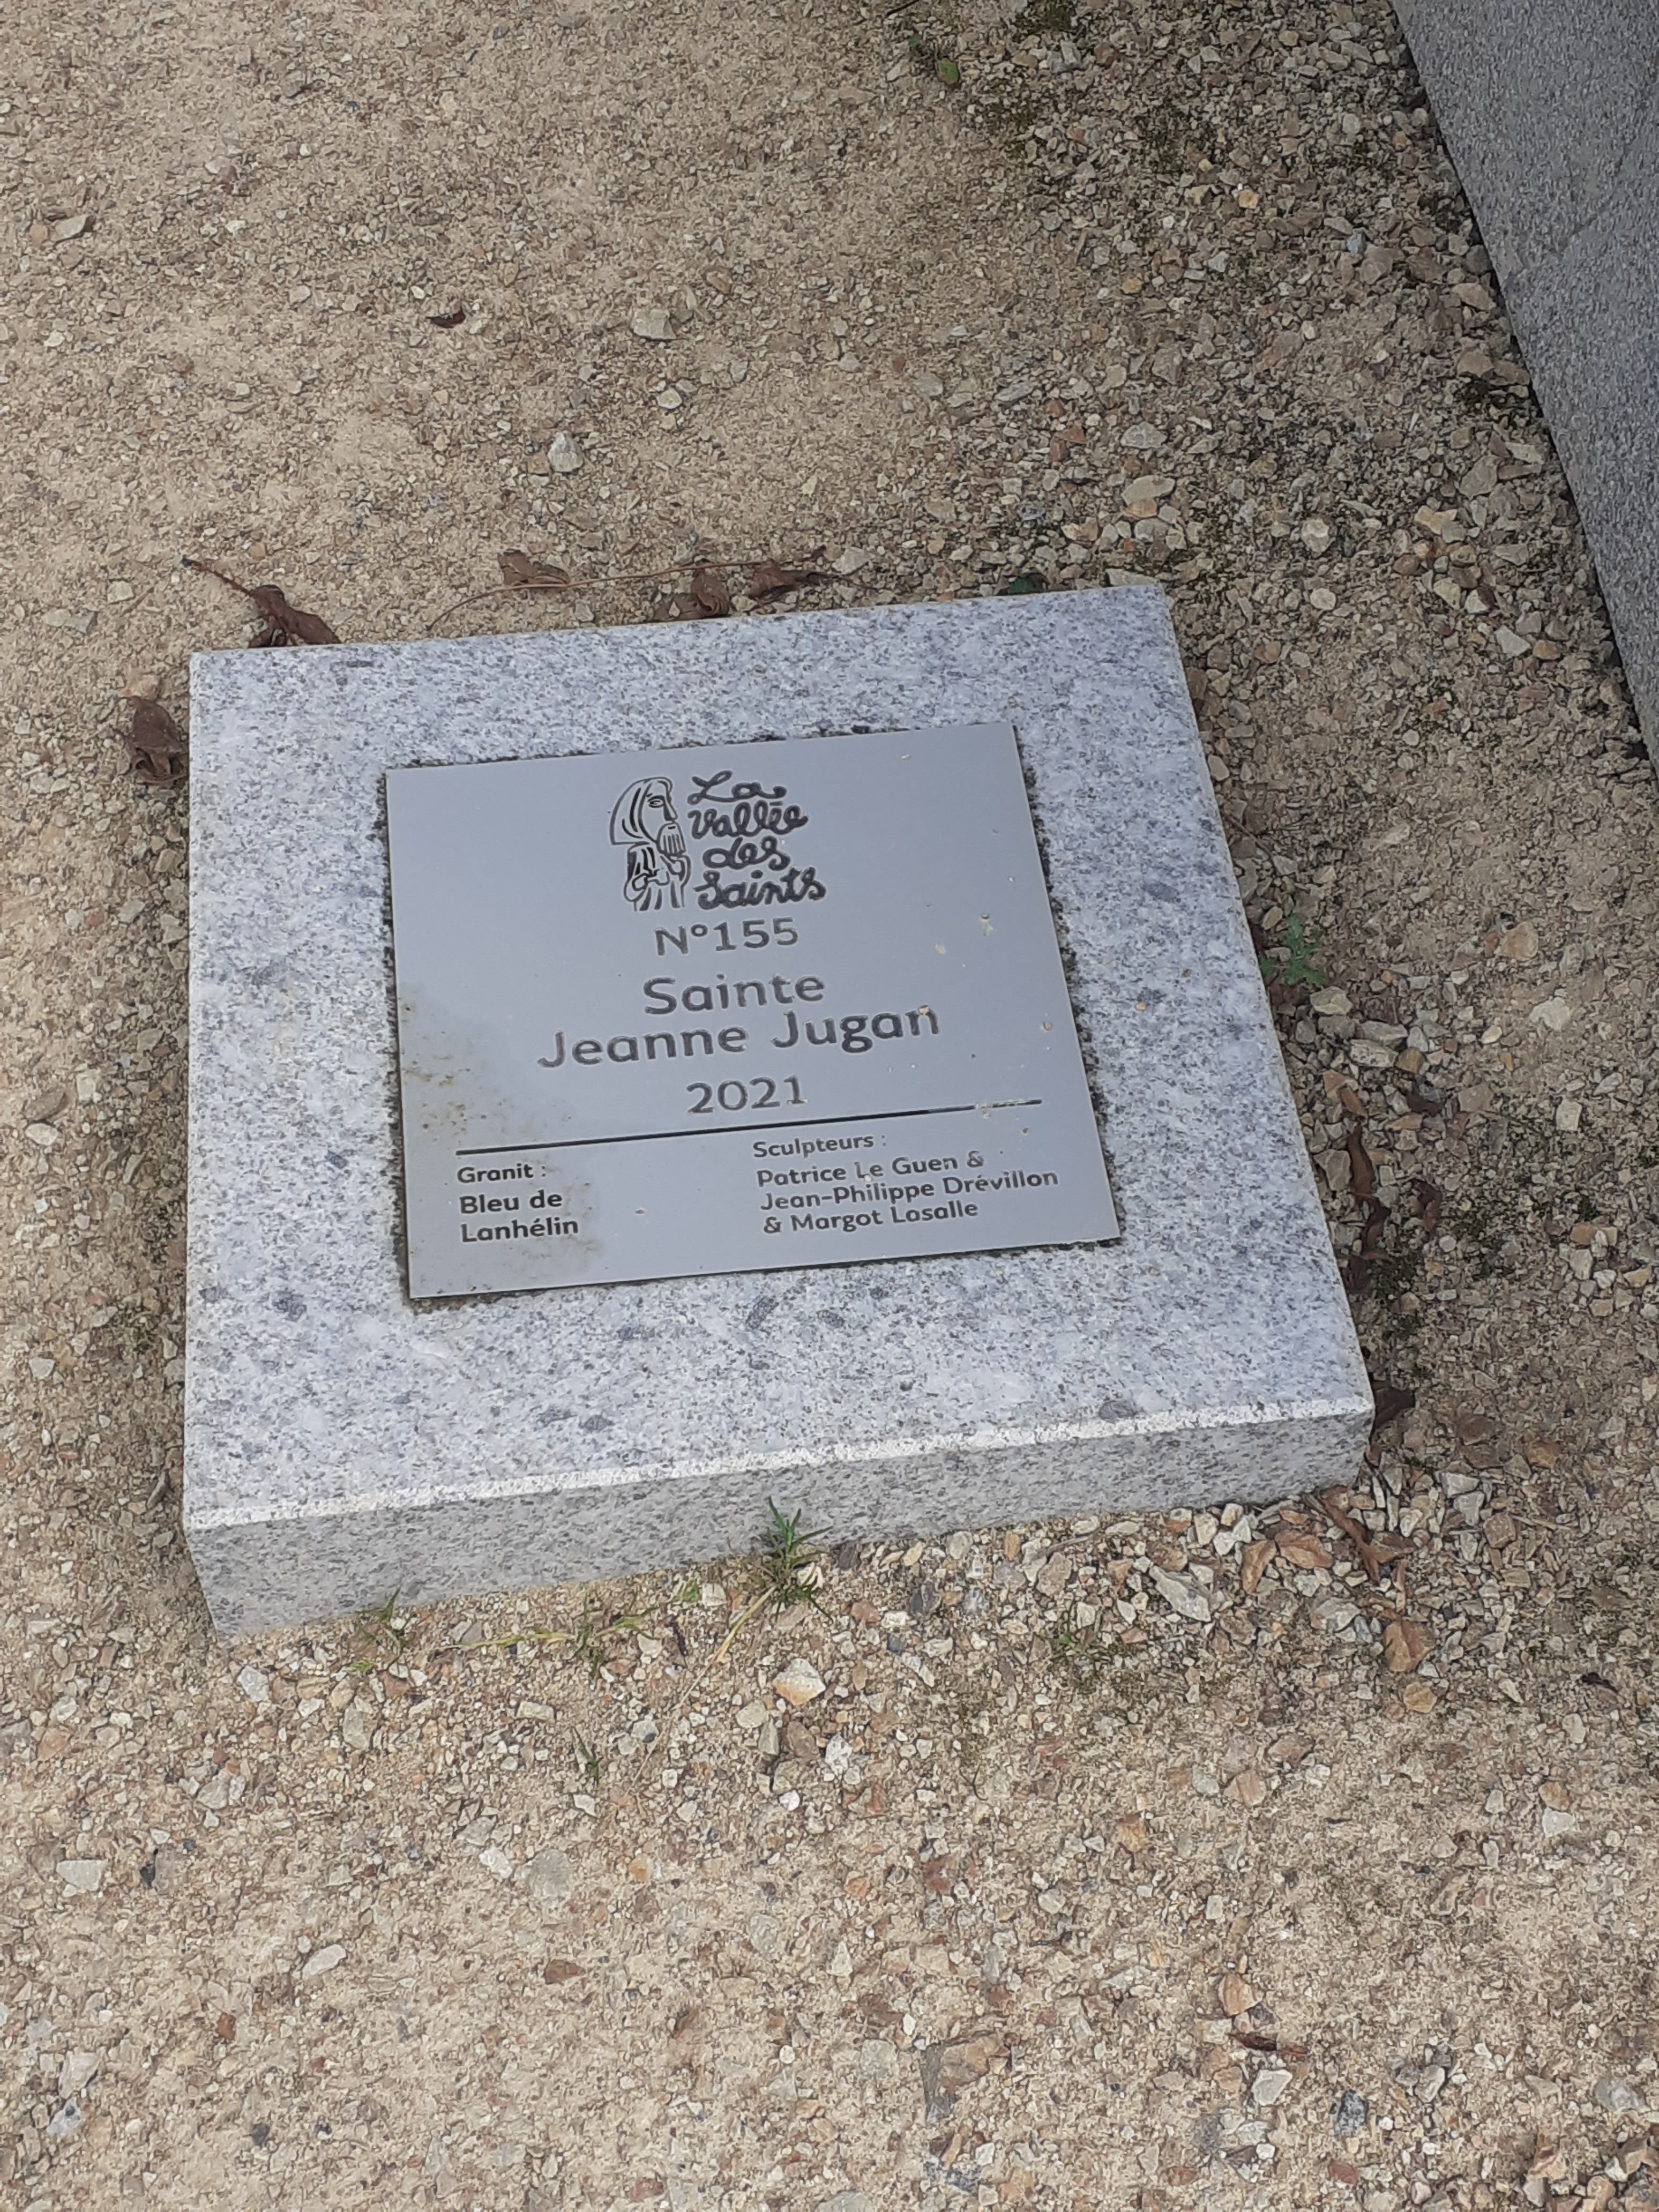 La
Vallée
des
Saints
N°155
Sainte
Jeanne Jugan
2021
Granit :
Bleu de
Lanhélin
Sculpteurs :
Patrice Le Guen &
Jean-Philippe Drévillon
& Margot Lasalle